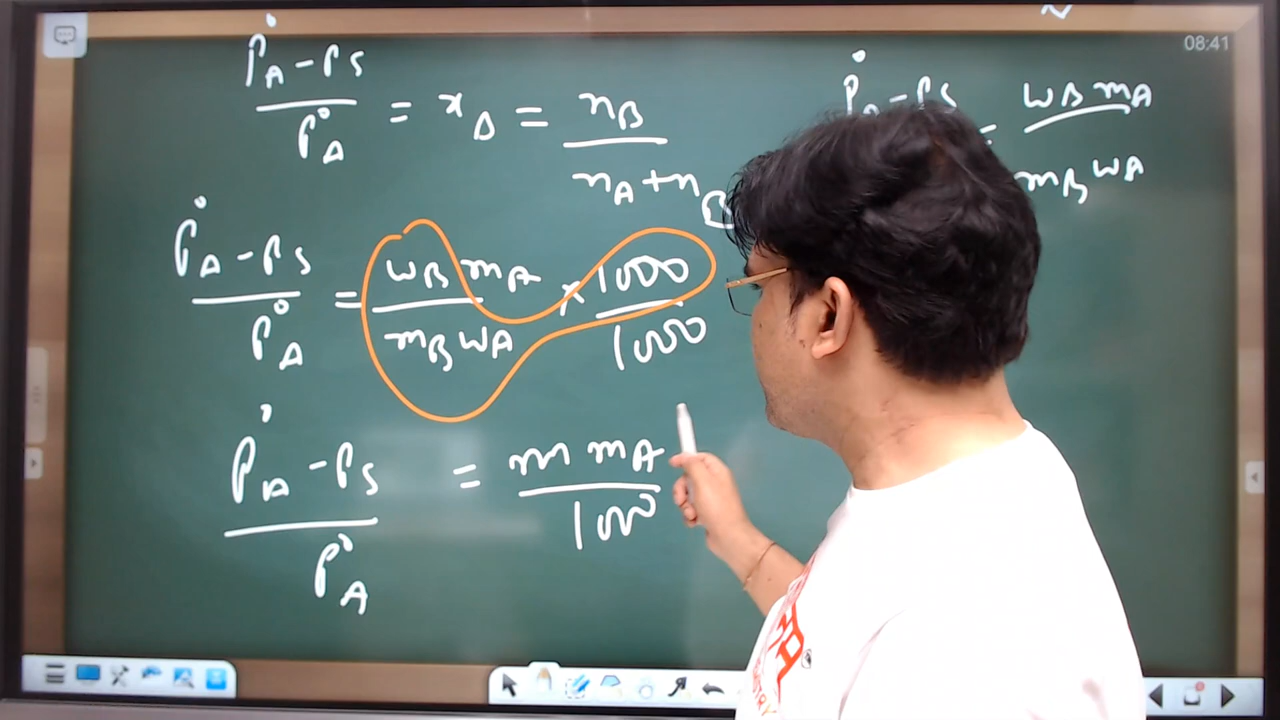 08:41
P°A - PS / P°A = xB = nB / nA + nB
= WB mA / mB WA
P°A - PS / P°A = WB mA / mB WA × 1000 / 1000
P°A - PS / P°A = m mA / 1000